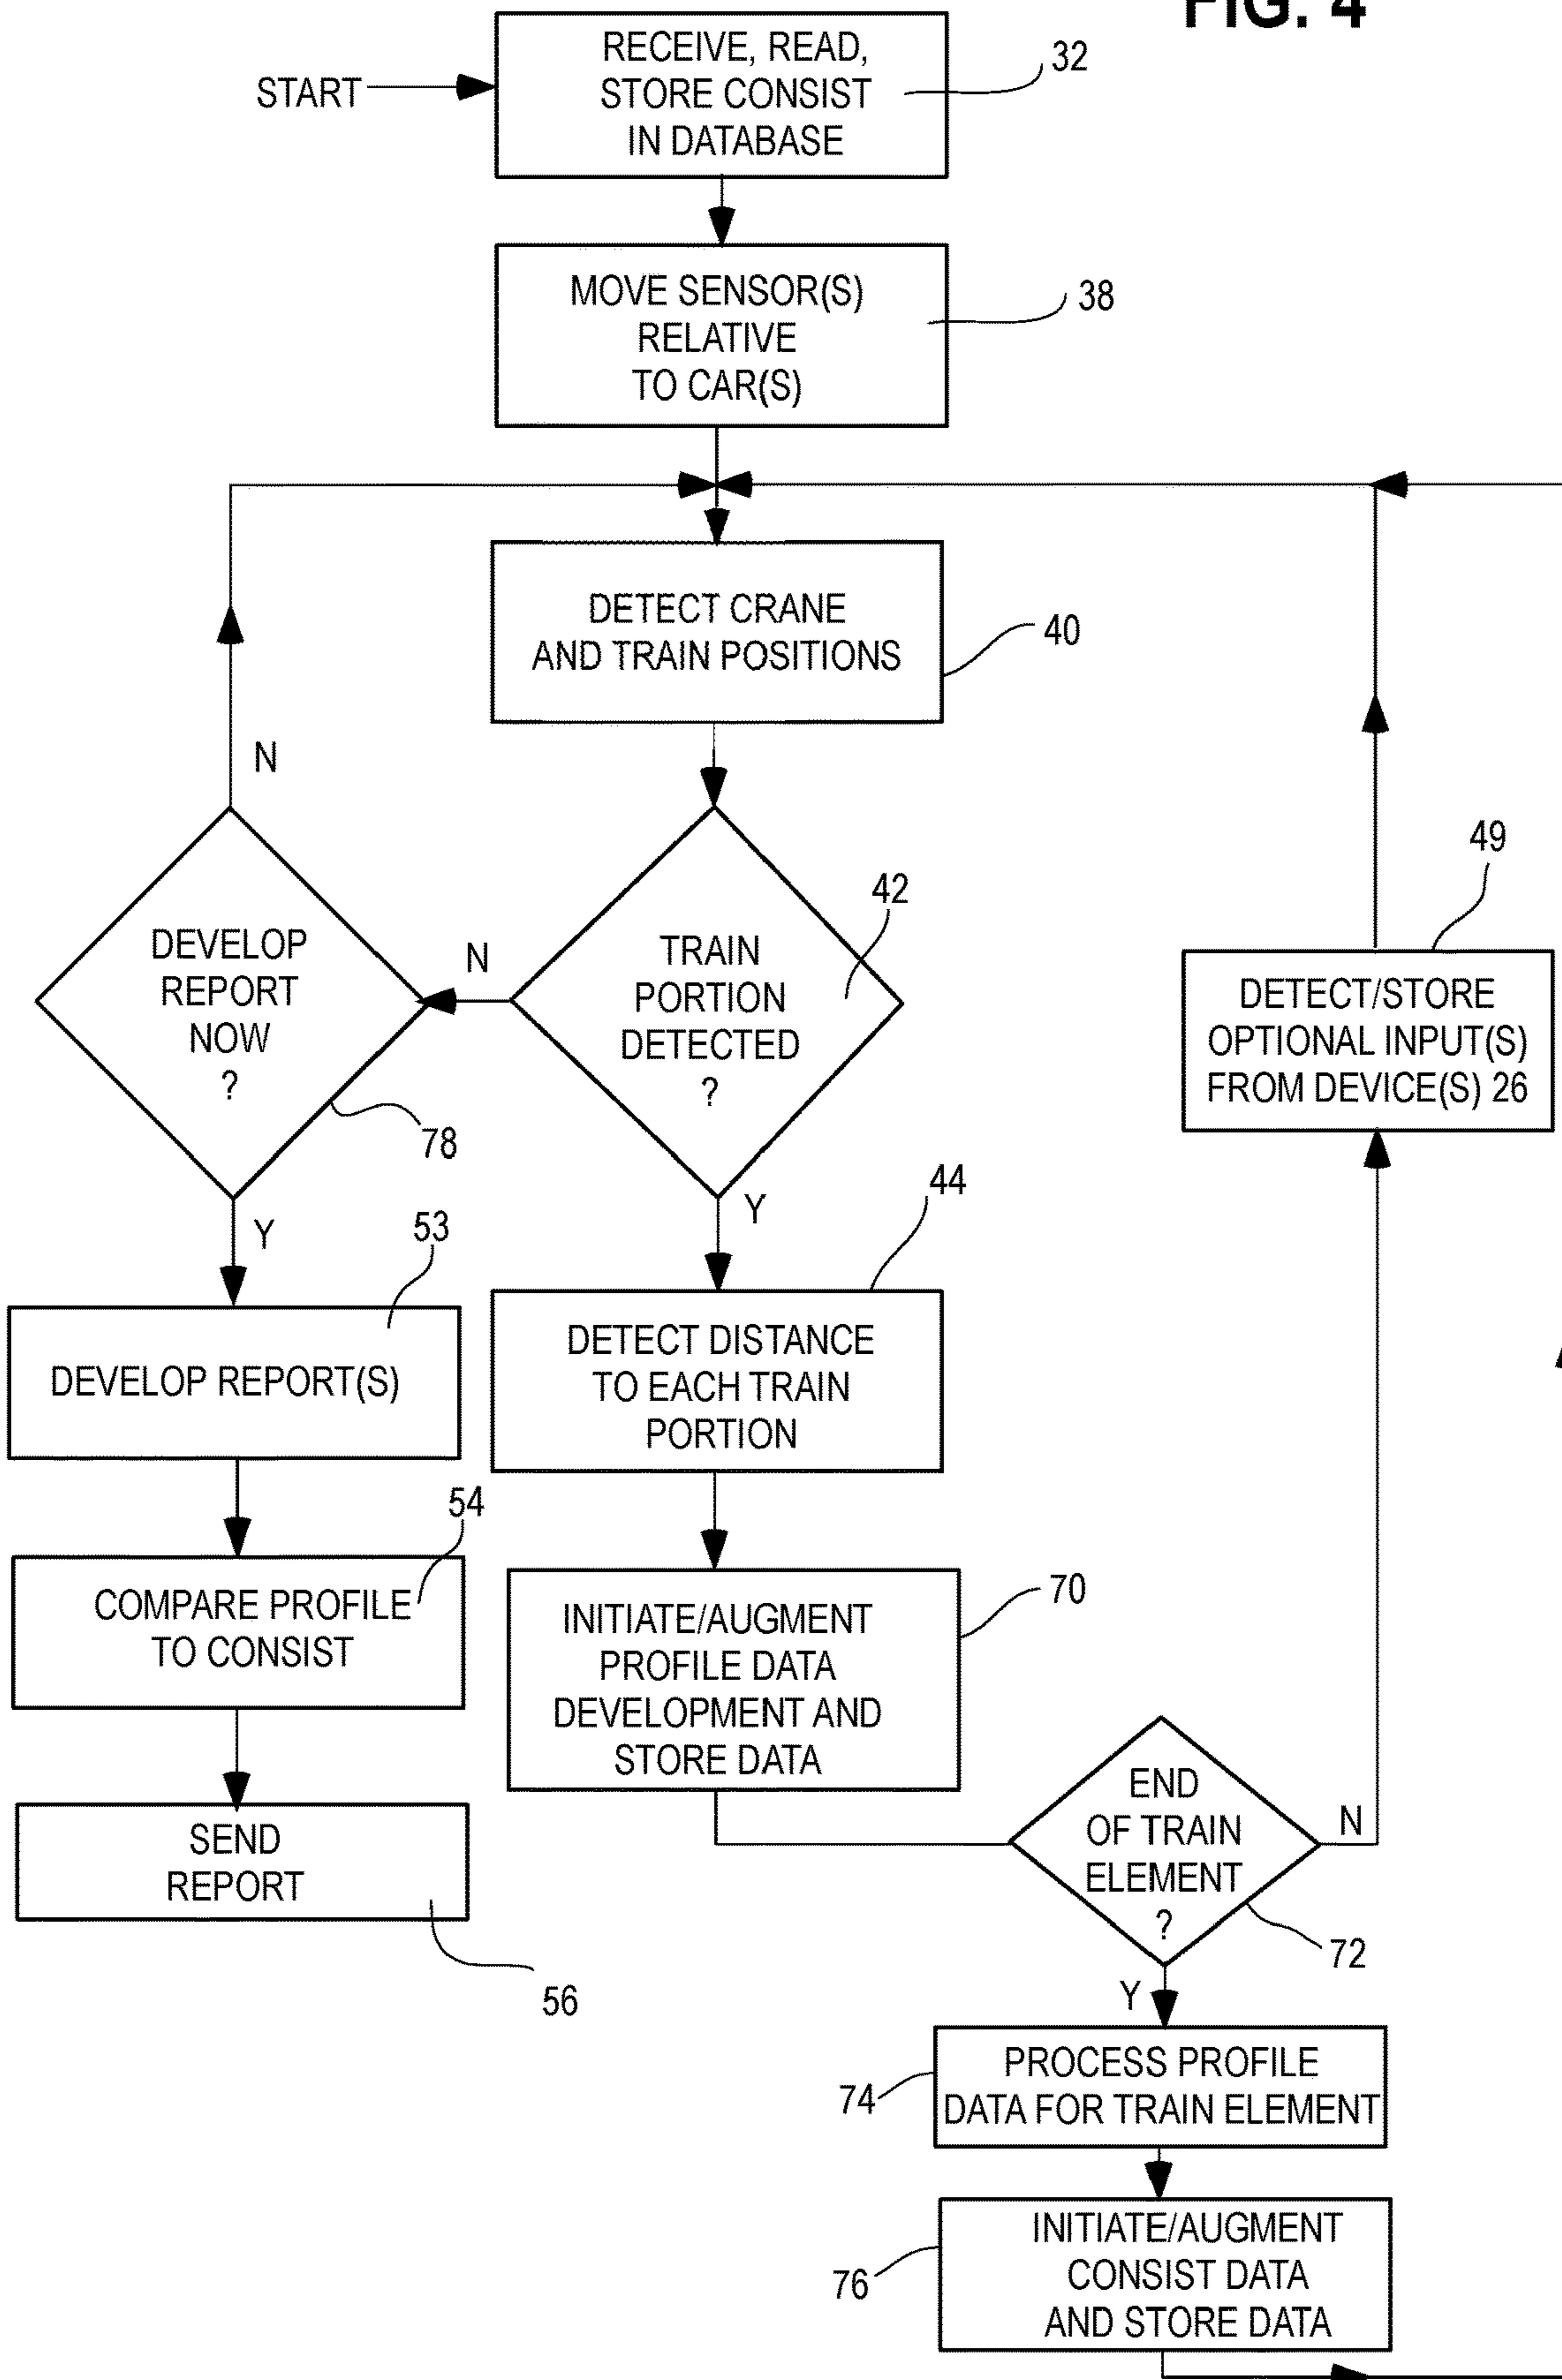 FIG. 4
START
RECEIVE, READ,
STORE CONSIST
IN DATABASE
32
MOVE SENSOR(S)
RELATIVE
TO CAR(S)
38
DETECT CRANE
AND TRAIN POSITIONS
40
N
DEVELOP
REPORT
NOW
?
78
N
TRAIN
PORTION
DETECTED
?
42
49
DETECT/STORE
OPTIONAL INPUT(S)
FROM DEVICE(S) 26
Y
53
DEVELOP REPORT(S)
Y
44
DETECT DISTANCE
TO EACH TRAIN
PORTION
54
COMPARE PROFILE
TO CONSIST
70
INITIATE/AUGMENT
PROFILE DATA
DEVELOPMENT AND
STORE DATA
SEND
REPORT
56
END
OF TRAIN
ELEMENT
?
N
72
Y
PROCESS PROFILE
DATA FOR TRAIN ELEMENT
74
INITIATE/AUGMENT
CONSIST DATA
AND STORE DATA
76